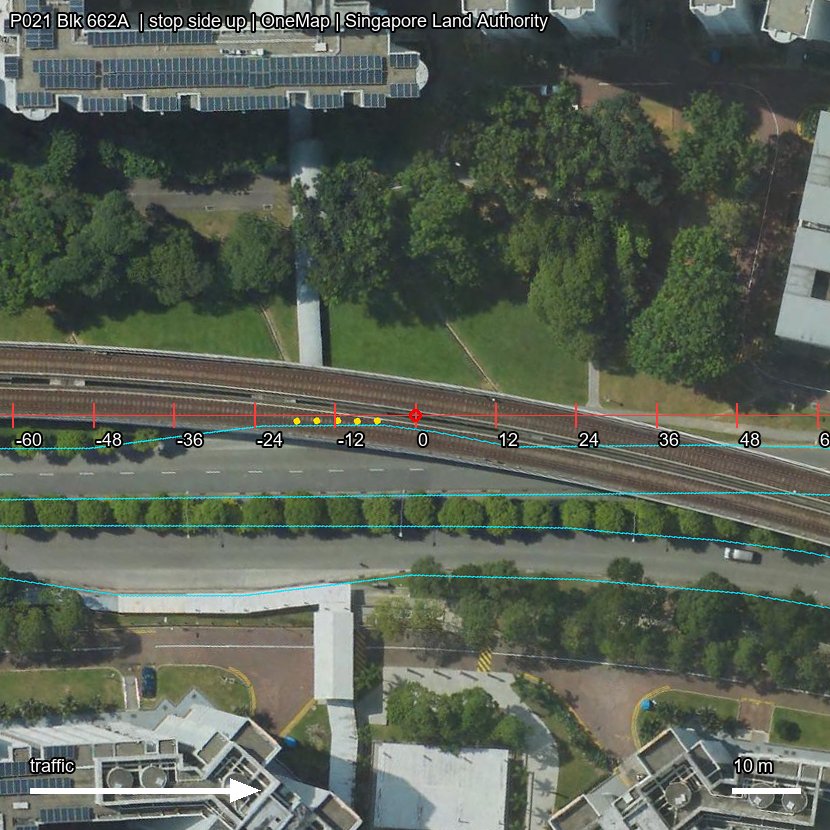 P021 Blk 662A | stop side up | OneMap | Singapore Land Authority
-60 -48 -36 -24 -12 0 12 24 36 48 6
traffic
10 m